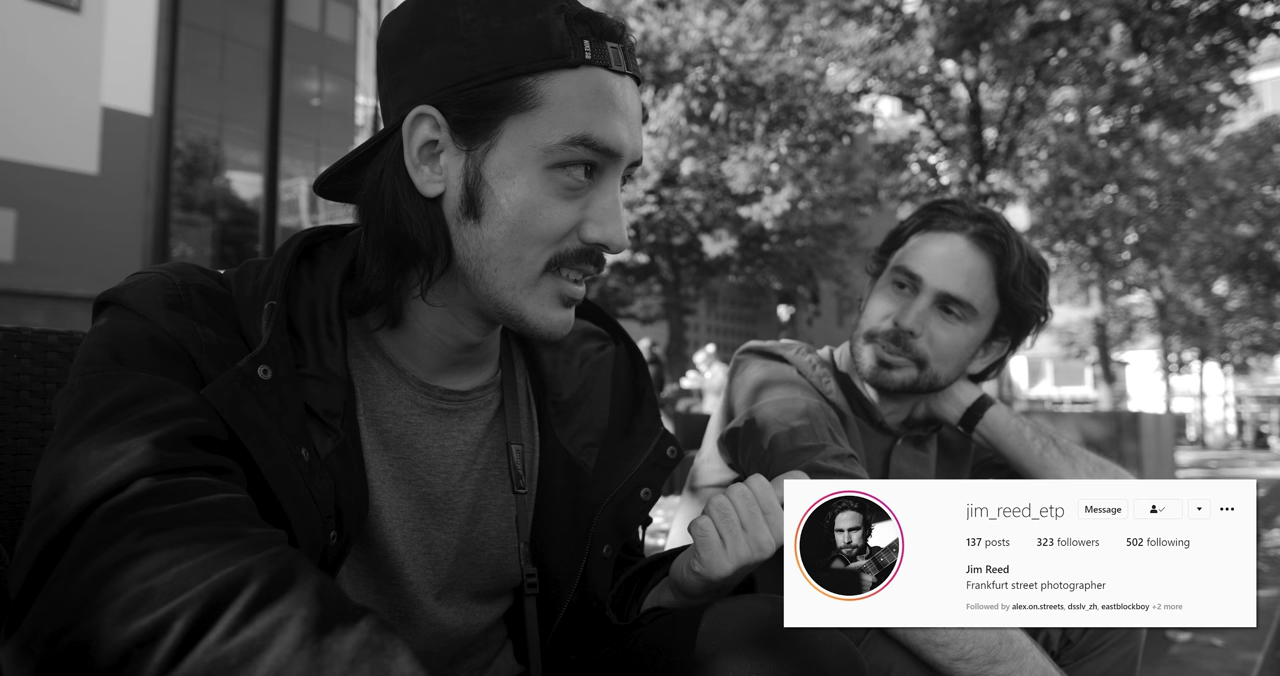 jim_reed_etp Message
137 posts 323 followers 502 following
Jim Reed
Frankfurt street photographer
Followed by alex.on.streets, dsslv_zh, eastblockboy +2 more